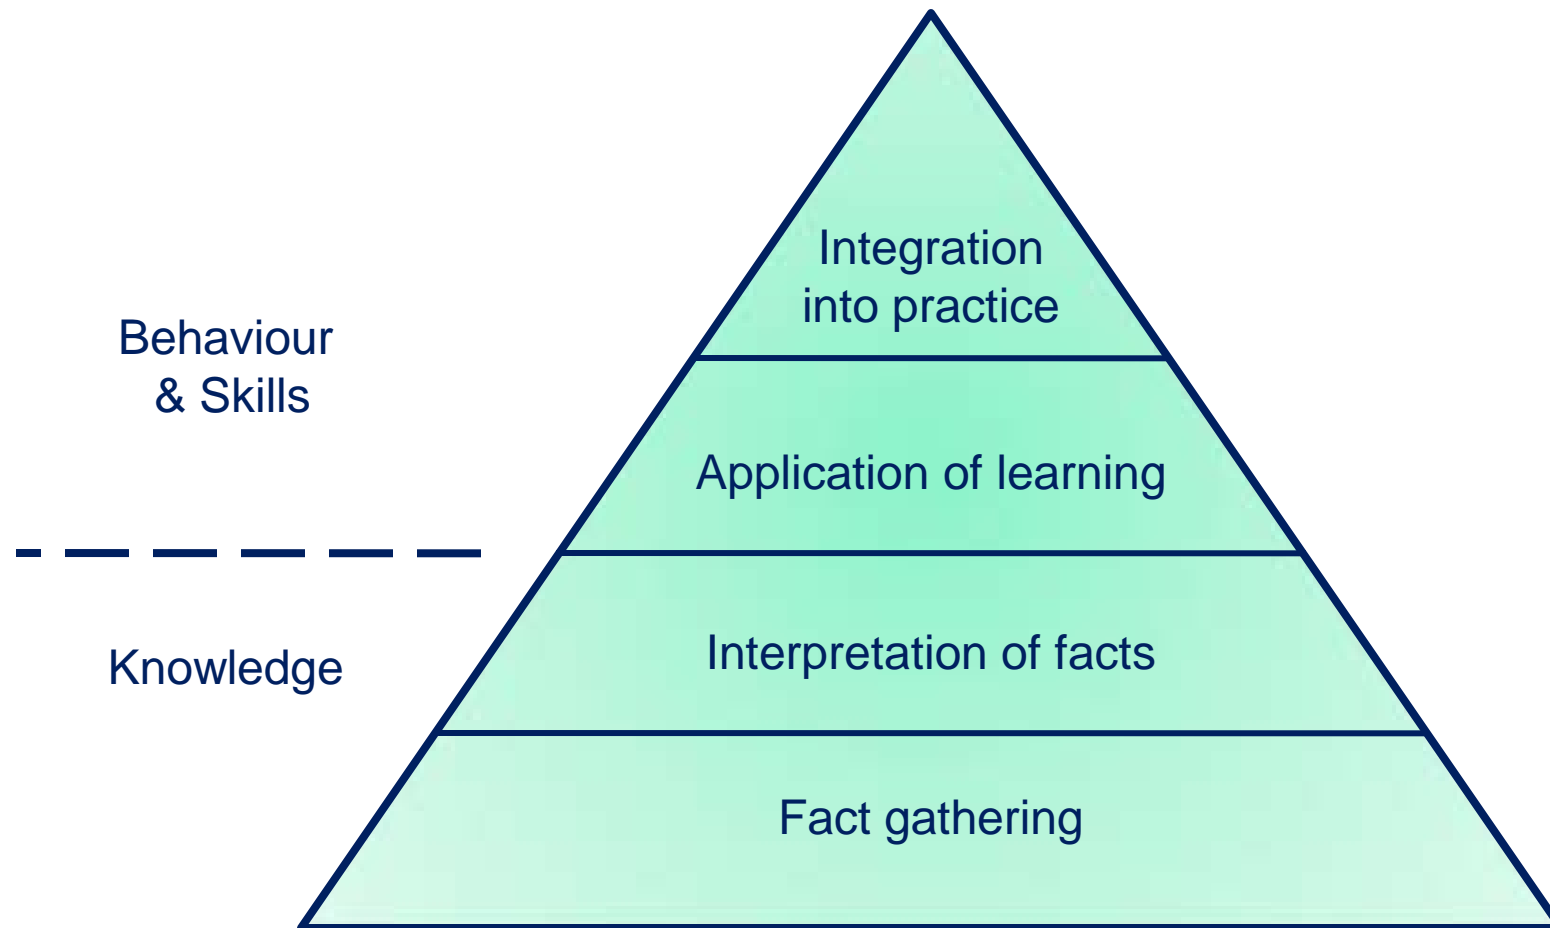 Integration
into practice
Behaviour
& Skills
Application of learning
Interpretation of facts
Knowledge
Fact gathering